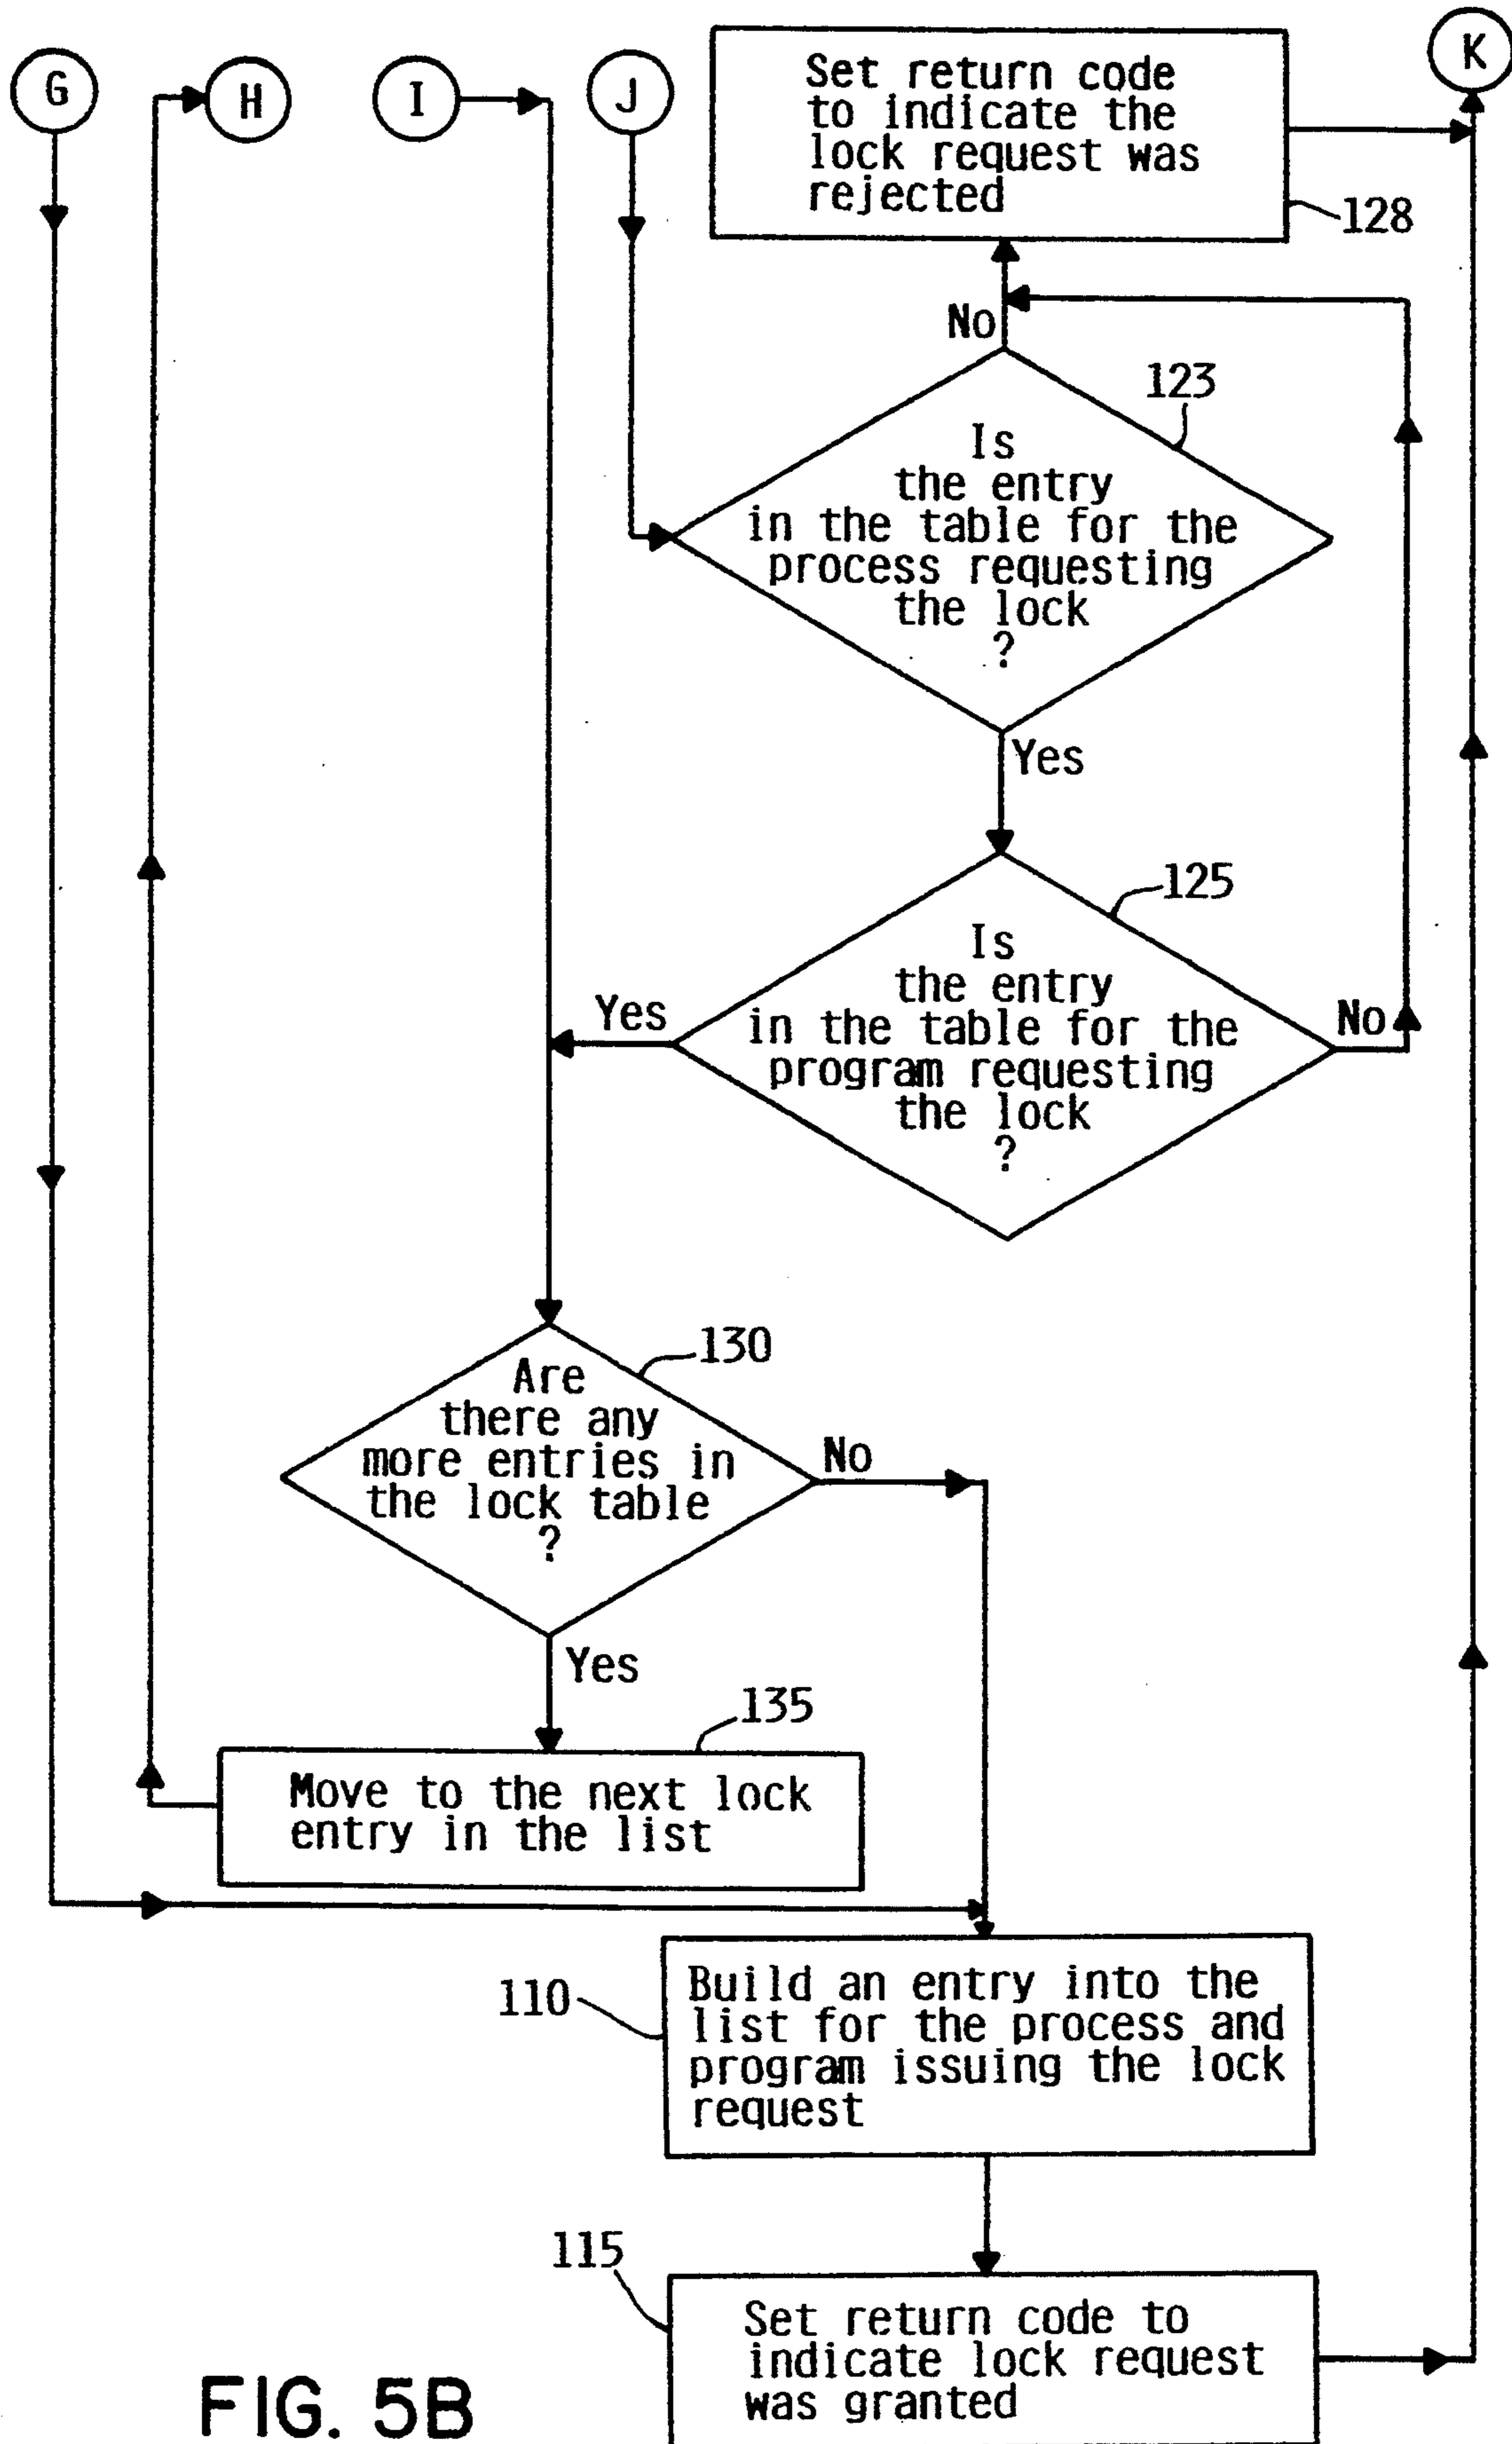 G
H
I
J
K
Set return code
to indicate the
lock request was
rejected
128
No
123
Is
the entry
in the table for the
process requesting
the lock
?
Yes
125
Is
the entry
in the table for the
program requesting
the lock
?
Yes
No
130
Are
there any
more entries in
the lock table
?
No
Yes
135
Move to the next lock
entry in the list
110
Build an entry into the
list for the process and
program issuing the lock
request
115
Set return code to
indicate lock request
was granted
FIG. 5B